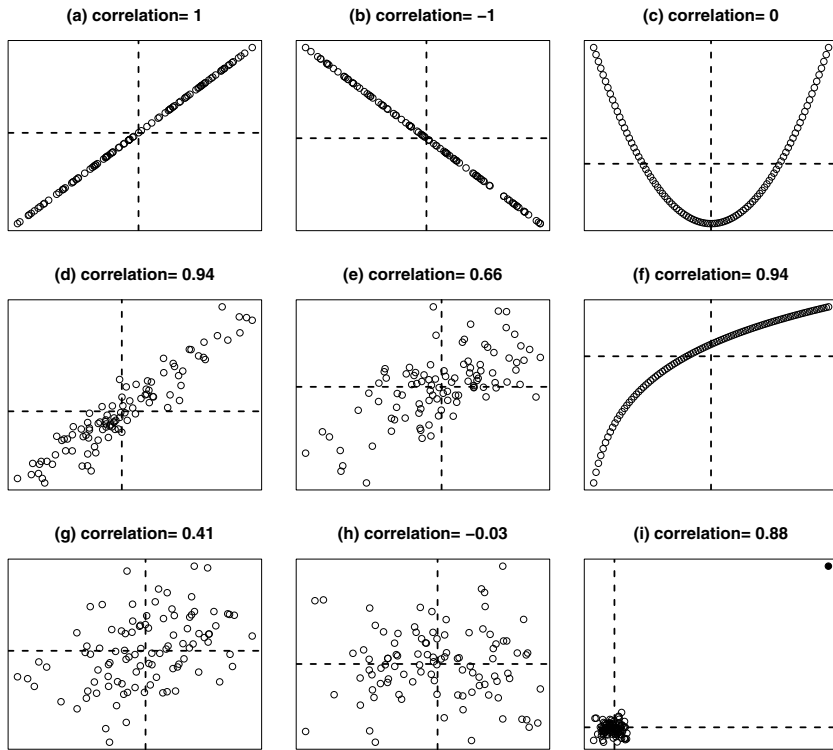 (a) correlation= 1
(b) correlation= −1
(c) correlation= 0
(d) correlation= 0.94
(e) correlation= 0.66
(f) correlation= 0.94
(g) correlation= 0.41
(h) correlation= −0.03
(i) correlation= 0.88